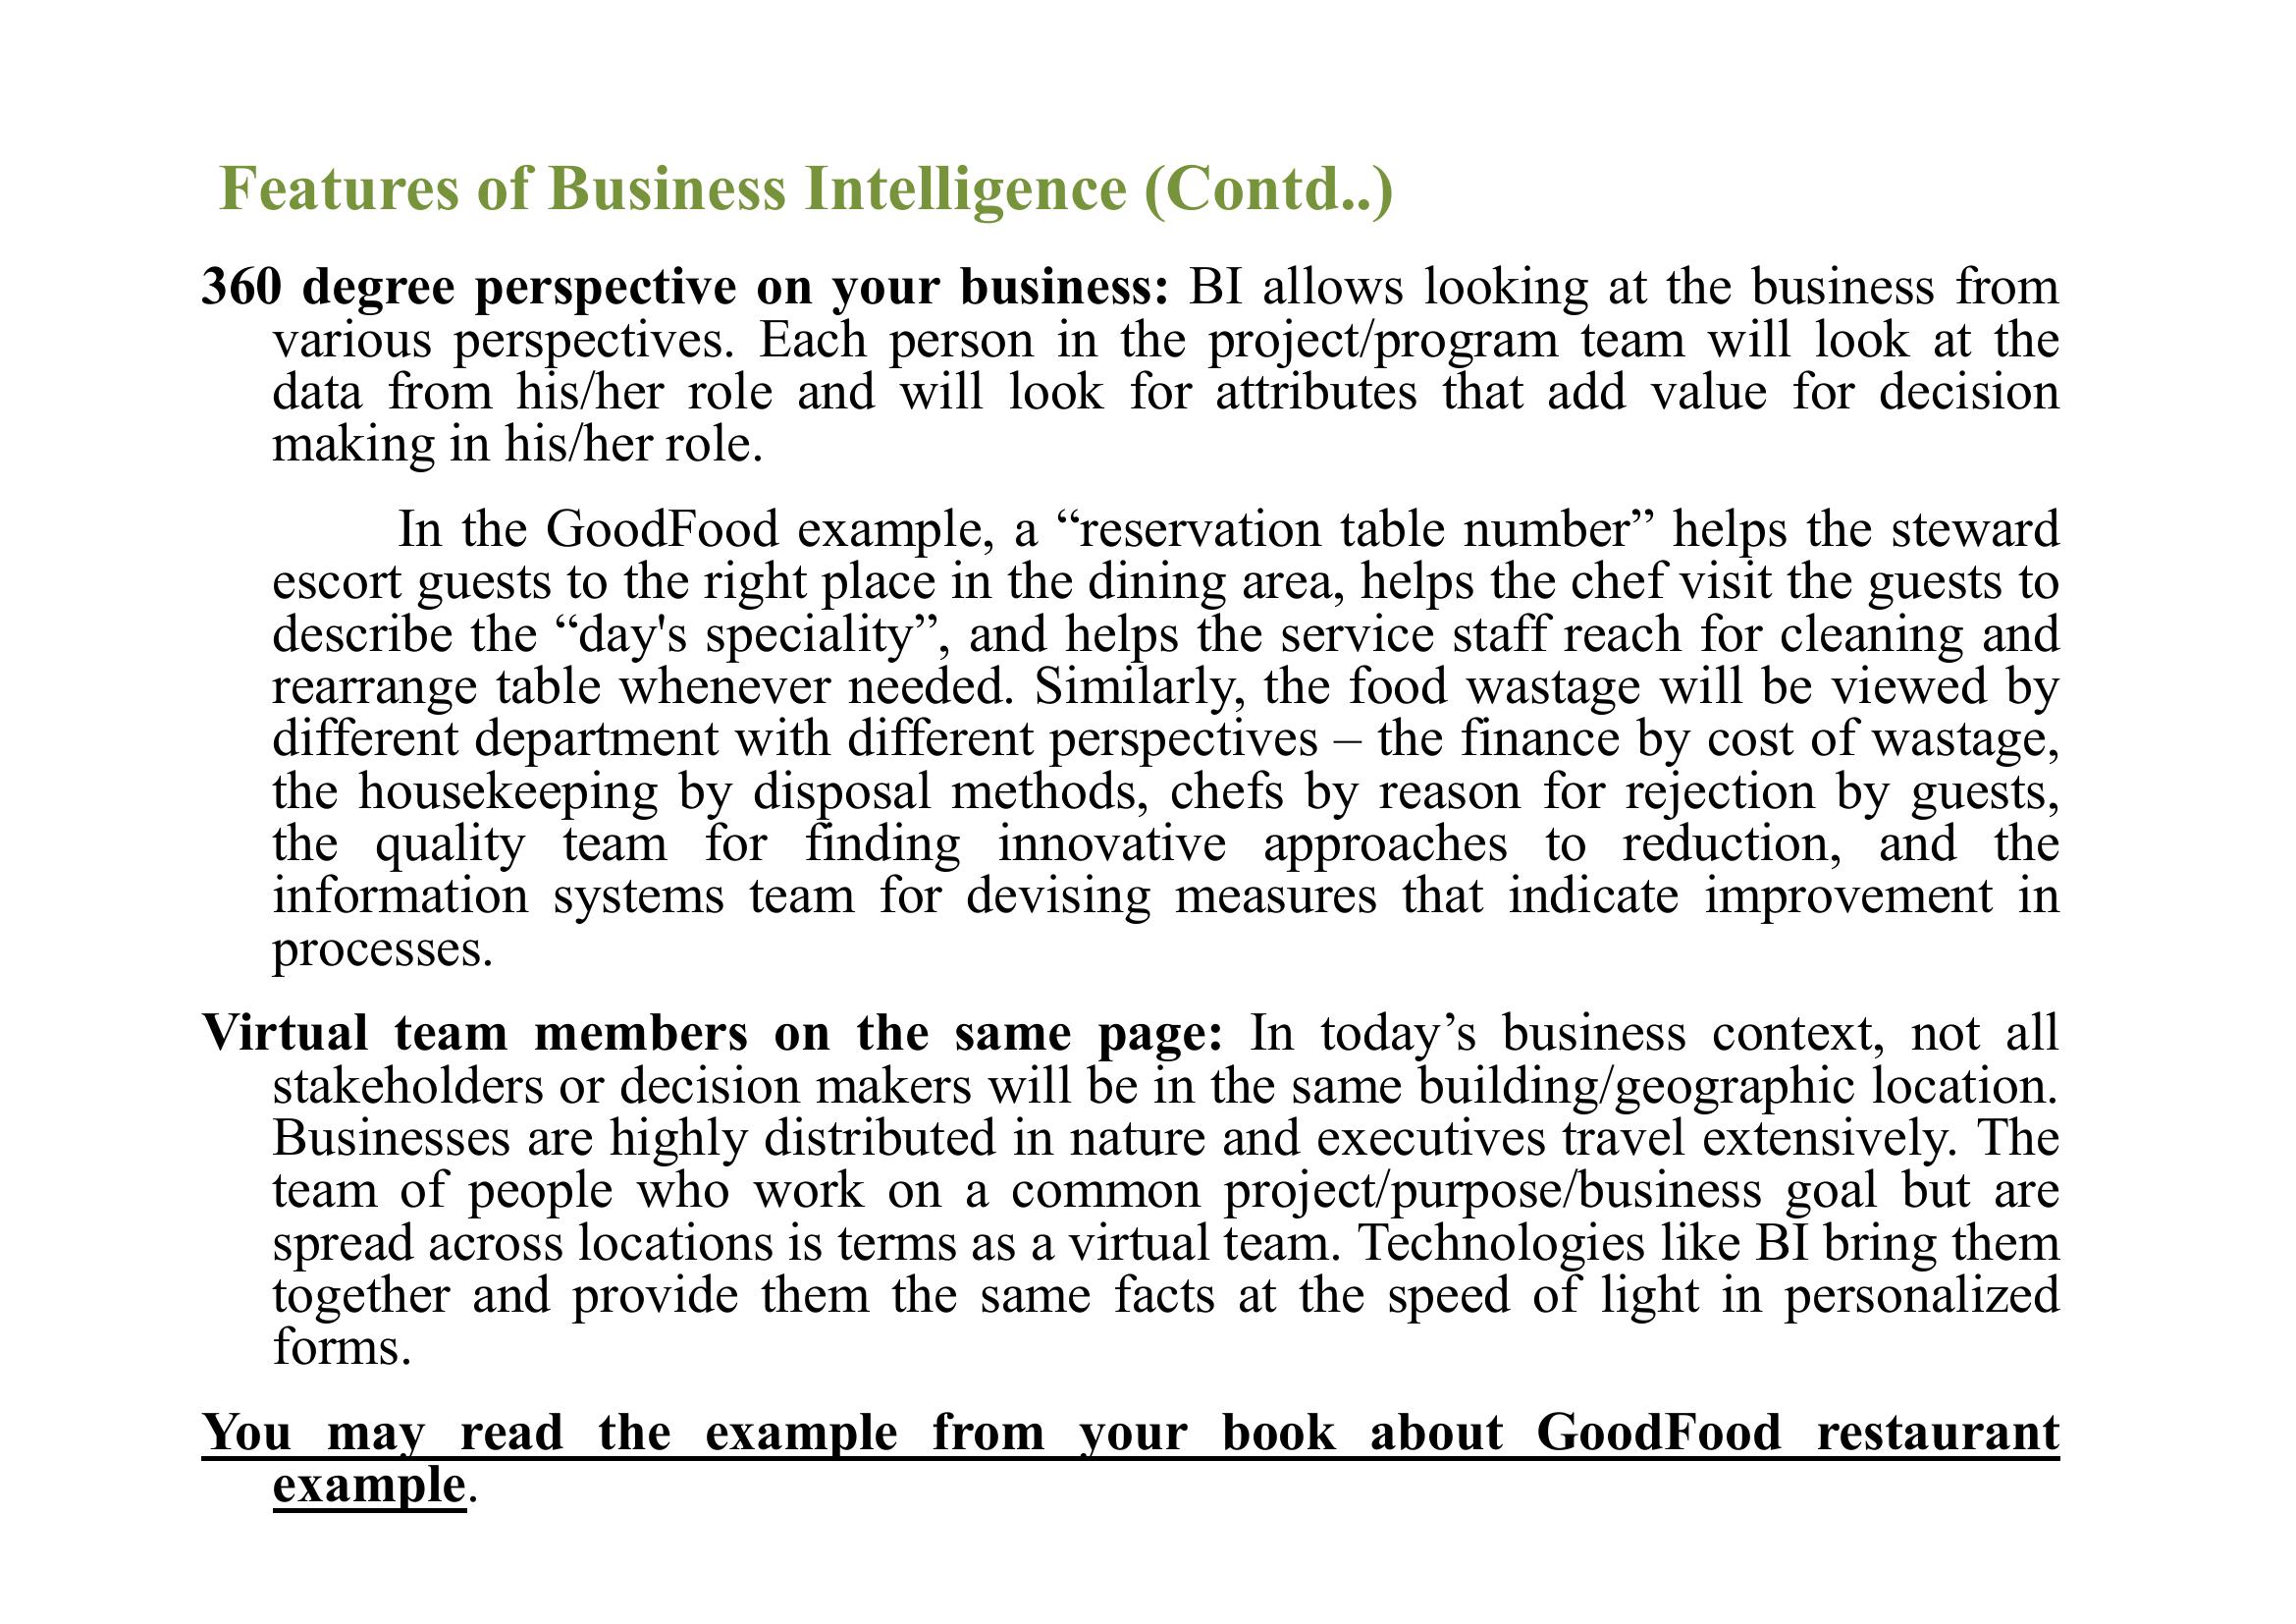 Features of Business Intelligence (Contd..)
360 degree perspective on your business: BI allows looking at the business from
various perspectives. Each person in the project/program team will look at the
data from his/her role and will look for attributes that add value for decision
making in his/her role.
In the GoodFood example, a “reservation table number” helps the steward
escort guests to the right place in the dining area, helps the chef visit the guests to
describe the “day's speciality”, and helps the service staff reach for cleaning and
rearrange table whenever needed. Similarly, the food wastage will be viewed by
different department with different perspectives – the finance by cost of wastage,
the housekeeping by disposal methods, chefs by reason for rejection by guests,
the quality team for finding innovative approaches to reduction, and the
information systems team for devising measures that indicate improvement in
processes.
Virtual team members on the same page: In today’s business context, not all
stakeholders or decision makers will be in the same building/geographic location.
Businesses are highly distributed in nature and executives travel extensively. The
team of people who work on a common project/purpose/business goal but are
spread across locations is terms as a virtual team. Technologies like BI bring them
together and provide them the same facts at the speed of light in personalized
forms.
You may read the example from your book about GoodFood restaurant
example.